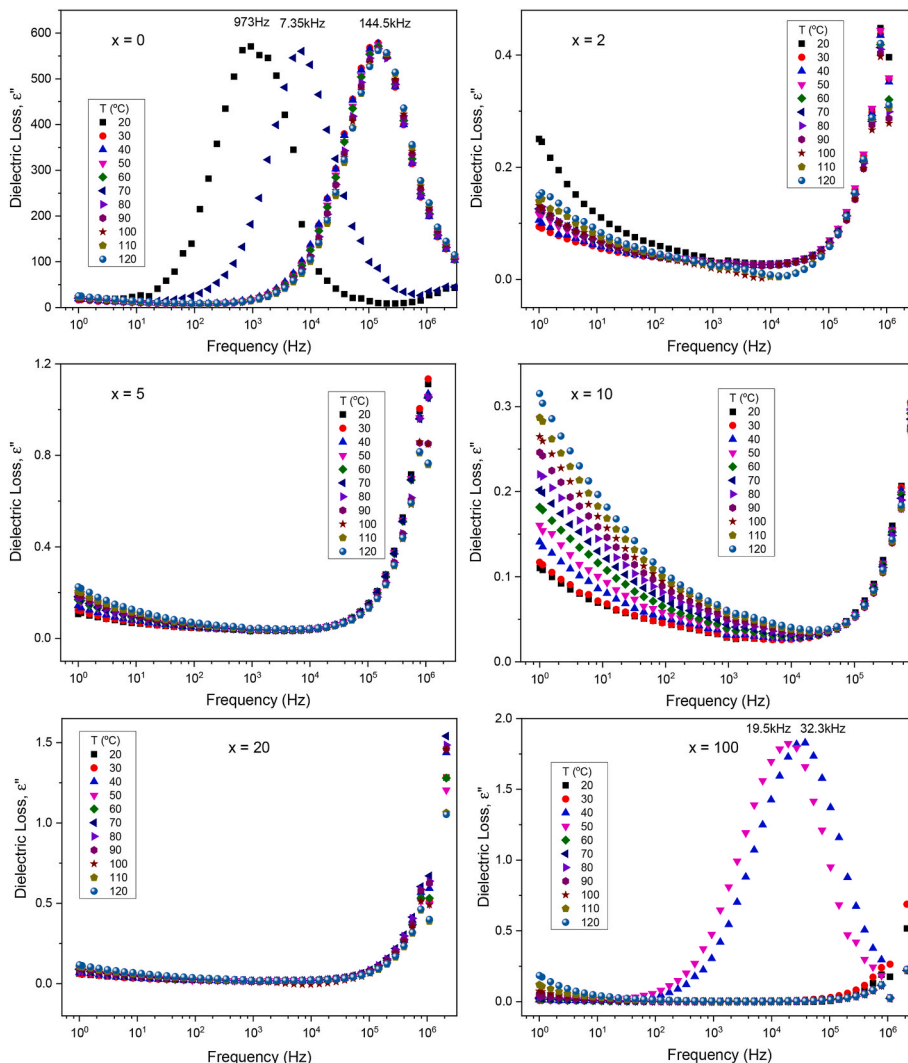 973Hz 7.35kHz 144.5kHz
x = 0
Dielectric Loss, ε"
600
500
400
300
200
100
0
T (ºC)
20
30
40
50
60
70
80
90
100
110
120
10⁰ 10¹ 10² 10³ 10⁴ 10⁵ 10⁶
Frequency (Hz)
x = 2
Dielectric Loss, ε"
0.4
0.2
0.0
T (ºC)
20
30
40
50
60
70
80
90
100
110
120
10⁰ 10¹ 10² 10³ 10⁴ 10⁵ 10⁶
Frequency (Hz)
x = 5
Dielectric Loss, ε"
1.2
0.8
0.4
0.0
T (ºC)
20
30
40
50
60
70
80
90
100
110
120
10⁰ 10¹ 10² 10³ 10⁴ 10⁵ 10⁶
Frequency (Hz)
x = 10
Dielectric Loss, ε"
0.3
0.2
0.1
0.0
T (ºC)
20
30
40
50
60
70
80
90
100
110
120
10⁰ 10¹ 10² 10³ 10⁴ 10⁵
Frequency (Hz)
x = 20
Dielectric Loss, ε"
1.5
1.0
0.5
0.0
T (ºC)
20
30
40
50
60
70
80
90
100
110
120
10⁰ 10¹ 10² 10³ 10⁴ 10⁵ 10⁶
Frequency (Hz)
19.5kHz 32.3kHz
x = 100
Dielectric Loss, ε"
2.0
1.5
1.0
0.5
0.0
T (ºC)
20
30
40
50
60
70
80
90
100
110
120
10⁰ 10¹ 10² 10³ 10⁴ 10⁵ 10⁶
Frequency (Hz)